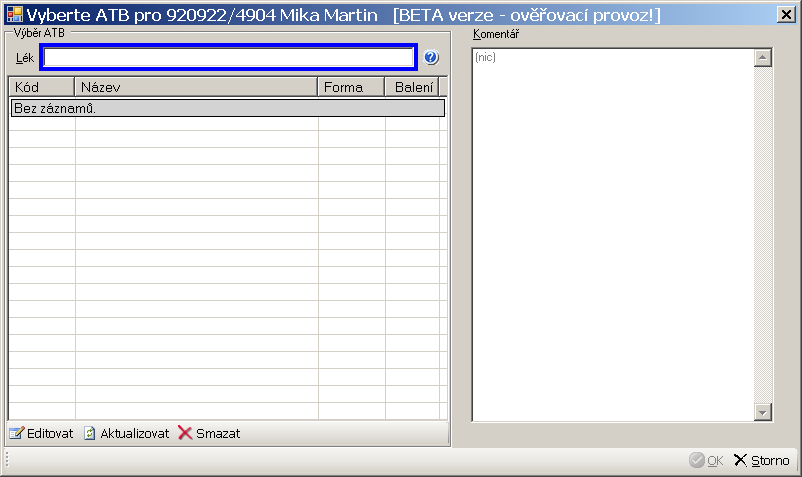 Vyberte ATB pro 920922/4904 Mika Martin [BETA verze - ověřovací provoz!]
Výběr ATB
Lék
Kód Název Forma Balení
Bez záznamů.
Editovat Aktualizovat Smazat
Komentář
(nic)
OK Storno